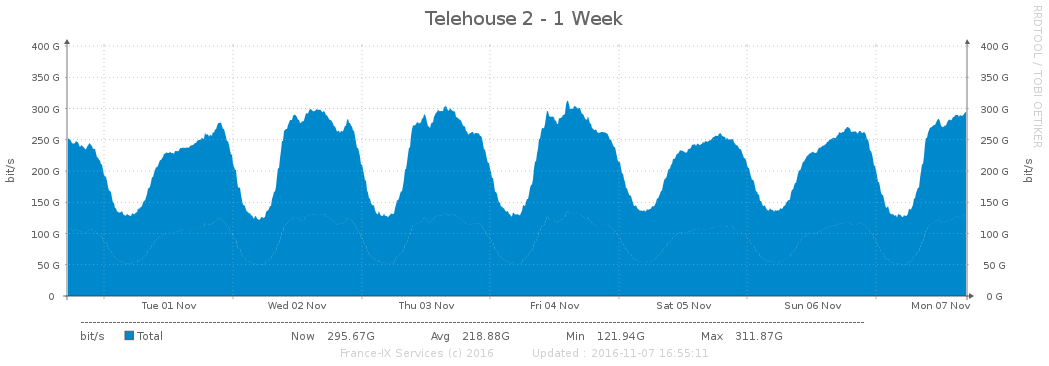 Telehouse 2 - 1 Week
RRDTOOL / TOBI OETIKER
bit/s
400 G 400 G
350 G 350 G
300 G 300 G
250 G 250 G
200 G 200 G
150 G 150 G
100 G 100 G
50 G 50 G
0 0 G
bit/s
Tue 01 Nov Wed 02 Nov Thu 03 Nov Fri 04 Nov Sat 05 Nov Sun 06 Nov Mon 07 Nov
bit/s Total Now 295.67G Avg 218.88G Min 121.94G Max 311.87G
France-IX Services (c) 2016 Updated : 2016-11-07 16:55:11